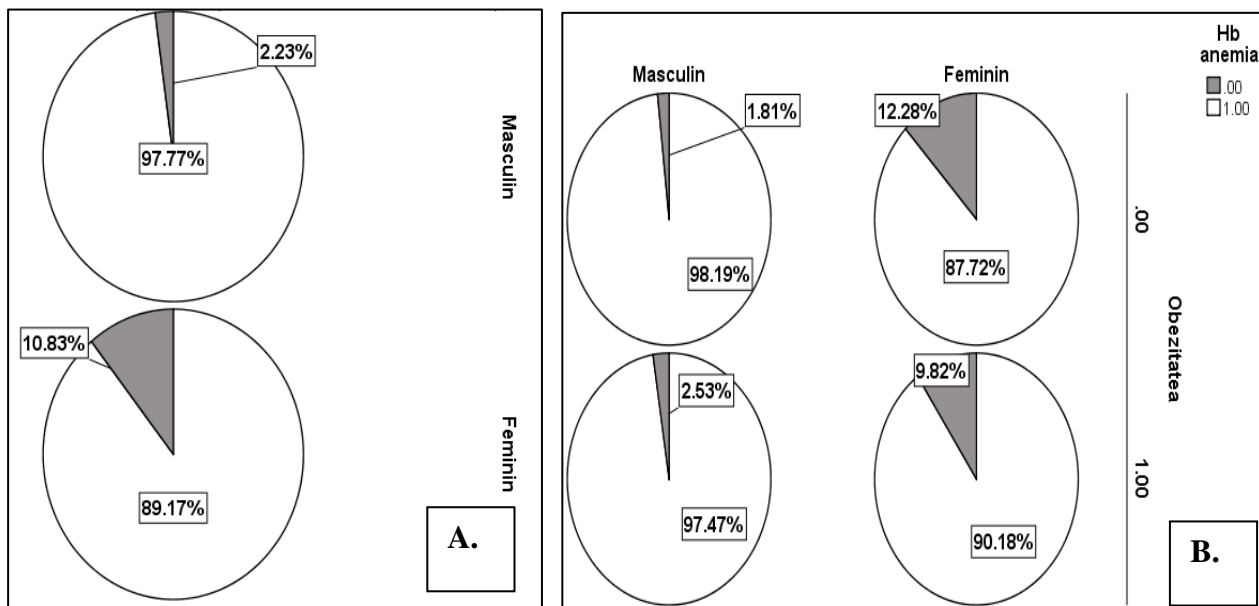 2.23%
97.77%
Masculin
10.83%
89.17%
Feminin
A.
Masculin
Feminin
Hb
anemia
.00
1.00
1.81%
98.19%
12.28%
87.72%
.00
Obezitatea
2.53%
97.47%
9.82%
90.18%
1.00
B.